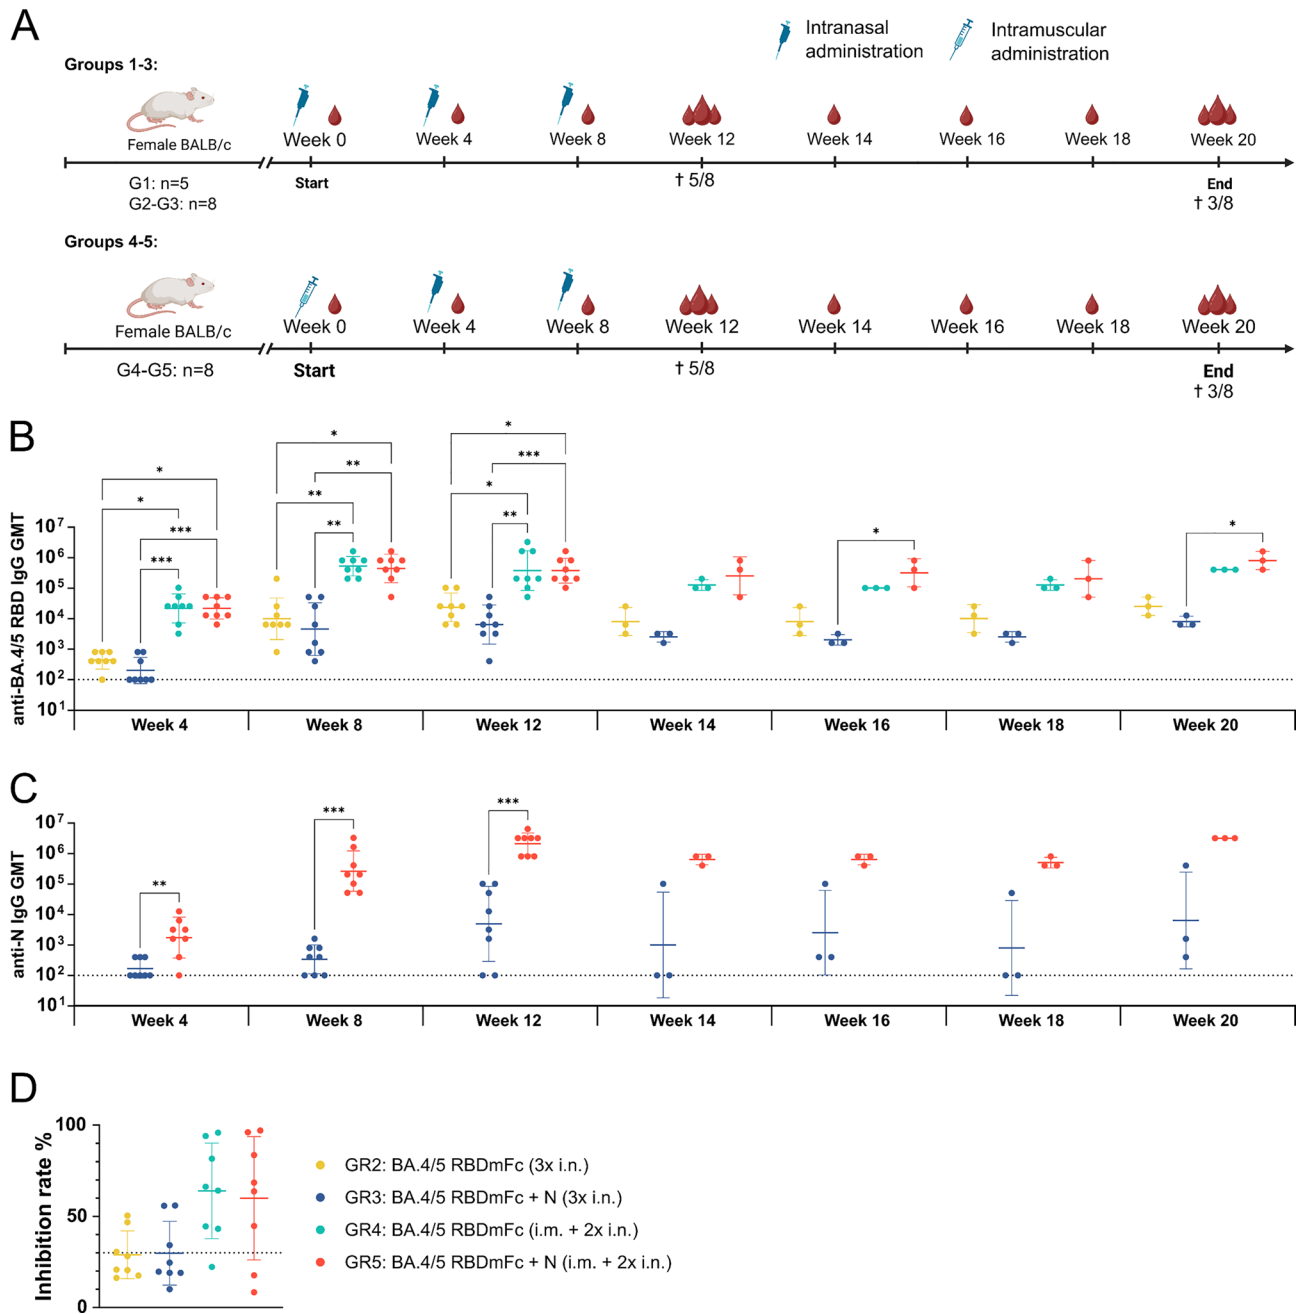 A
Intranasal
administration
Intramuscular
administration
Groups 1-3:
Female BALB/c
Week 0
Week 4
Week 8
Week 12
Week 14
Week 16
Week 18
Week 20
G1: n=5
G2-G3: n=8
Start
† 5/8
End
† 3/8
Groups 4-5:
Female BALB/c
Week 0
Week 4
Week 8
Week 12
Week 14
Week 16
Week 18
Week 20
G4-G5: n=8
Start
† 5/8
End
† 3/8
B
anti-BA.4/5 RBD IgG GMT
10⁷
10⁶
10⁵
10⁴
10³
10²
10¹
*
*
***
***
*
**
**
**
*
***
*
**
*
*
Week 4
Week 8
Week 12
Week 14
Week 16
Week 18
Week 20
C
anti-N IgG GMT
10⁷
10⁶
10⁵
10⁴
10³
10²
10¹
**
***
***
Week 4
Week 8
Week 12
Week 14
Week 16
Week 18
Week 20
D
Inhibition rate %
100
50
0
GR2: BA.4/5 RBDmFc (3x i.n.)
GR3: BA.4/5 RBDmFc + N (3x i.n.)
GR4: BA.4/5 RBDmFc (i.m. + 2x i.n.)
GR5: BA.4/5 RBDmFc + N (i.m. + 2x i.n.)